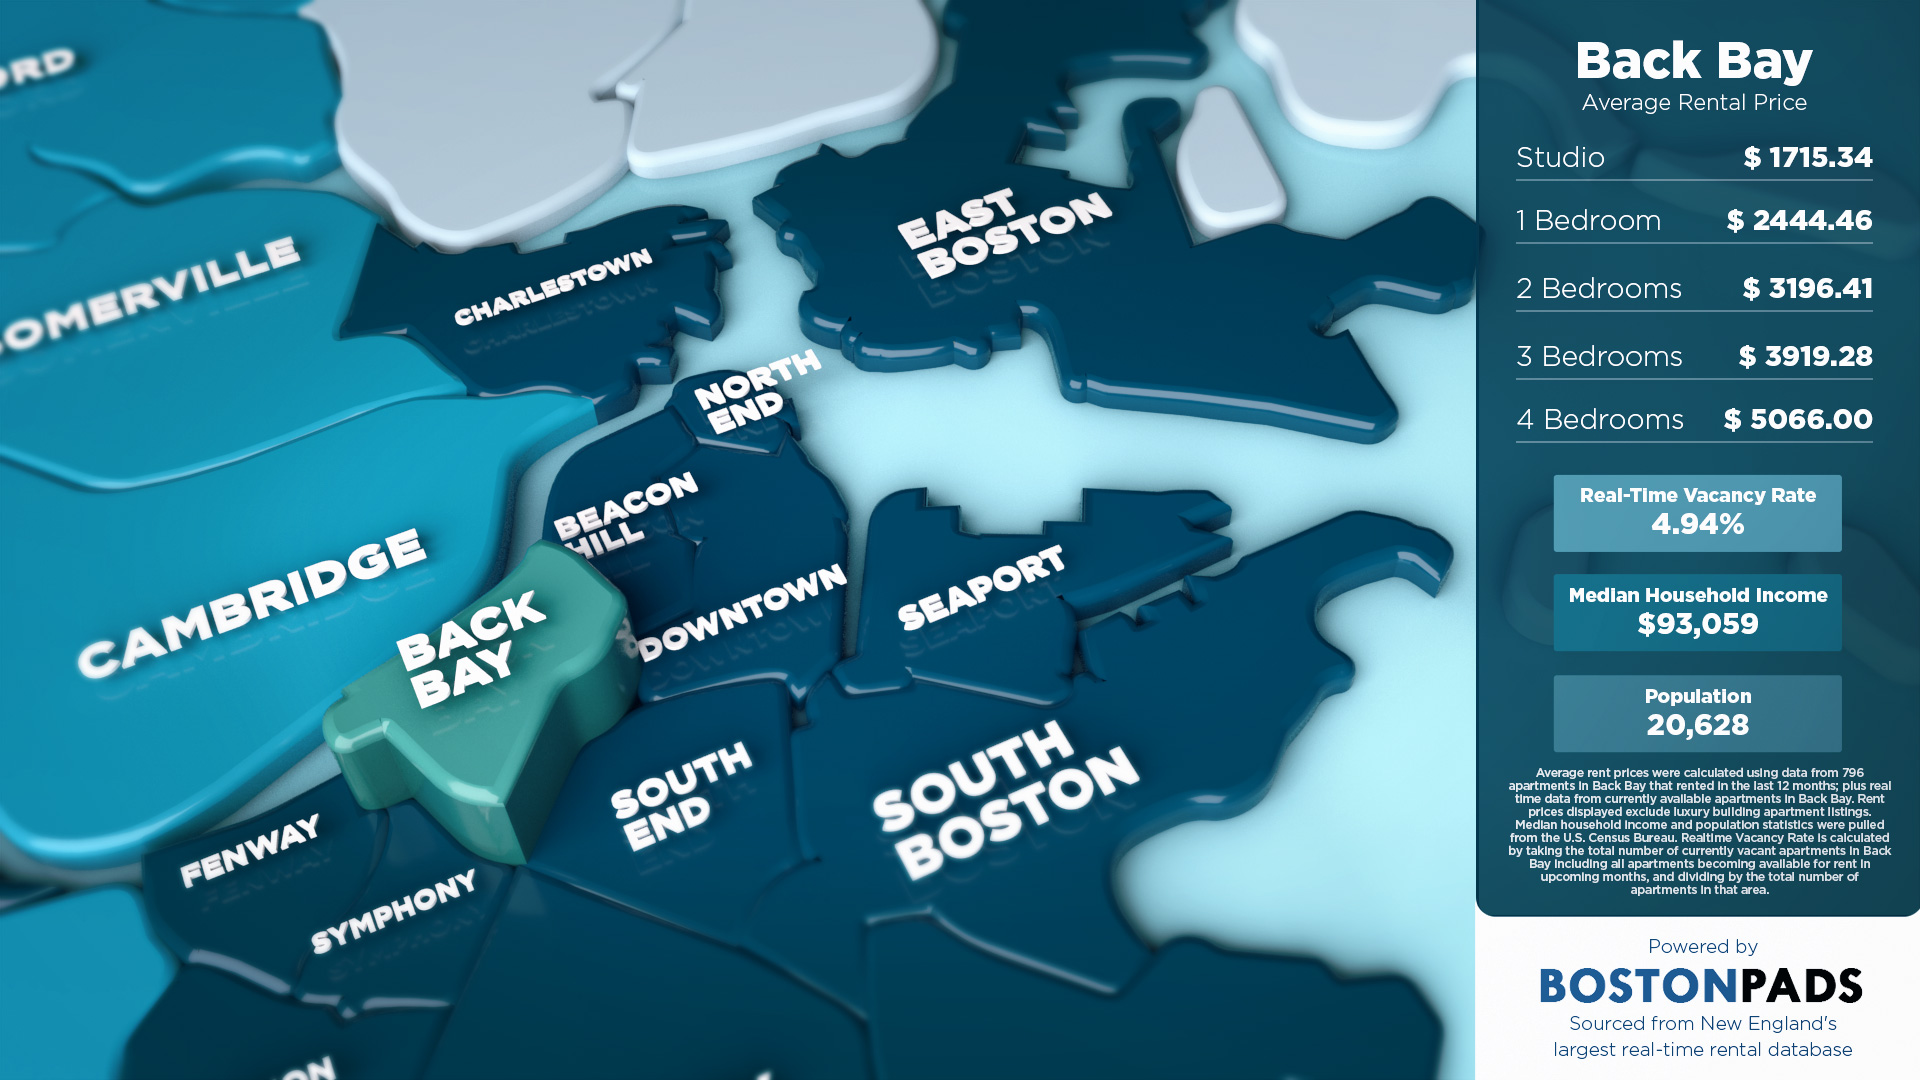 EAST
BOSTON
CHARLESTOWN
NORTH
END
BEACON
HILL
CAMBRIDGE
BACK
BAY
DOWNTOWN
SEAPORT
SOUTH
END
SOUTH
BOSTON
FENWAY
SYMPHONY
OMERVILLE
ORD
ON
Back Bay
Average Rental Price
Studio $ 1715.34
1 Bedroom $ 2444.46
2 Bedrooms $ 3196.41
3 Bedrooms $ 3919.28
4 Bedrooms $ 5066.00
Real-Time Vacancy Rate
4.94%
Median Household Income
$93,059
Population
20,628
Average rent prices were calculated using data from 796
apartments in Back Bay that rented in the last 12 months; plus real
time data from currently available apartments in Back Bay. Rent
prices displayed exclude luxury building apartment listings.
Median household income and population statistics were pulled
from the U.S. Census Bureau. Realtime Vacancy Rate is calculated
by taking the total number of currently vacant apartments in Back
Bay including all apartments becoming available for rent in
upcoming months, and dividing by the total number of
apartments in that area.
Powered by
BOSTONPADS
Sourced from New England's
largest real-time rental database